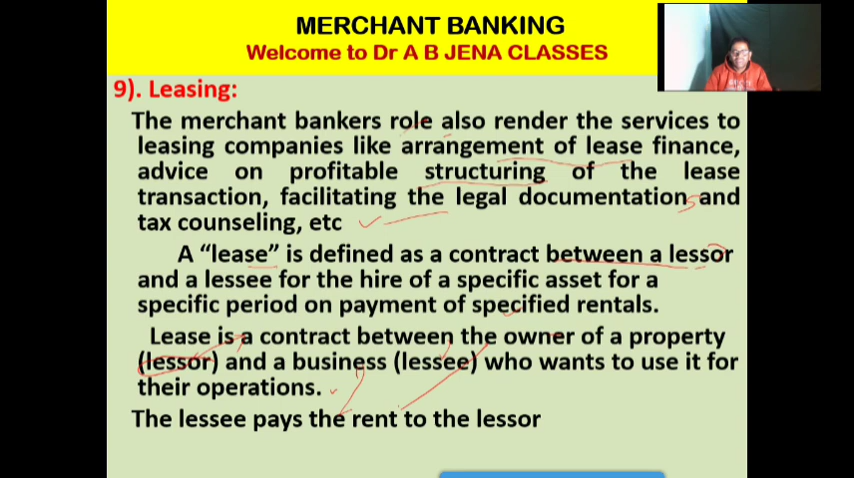 MERCHANT BANKING
Welcome to Dr A B JENA CLASSES
9). Leasing:
The merchant bankers role also render the services to
leasing companies like arrangement of lease finance,
advice on profitable structuring of the lease
transaction, facilitating the legal documentation and
tax counseling, etc
A “lease” is defined as a contract between a lessor
and a lessee for the hire of a specific asset for a
specific period on payment of specified rentals.
Lease is a contract between the owner of a property
(lessor) and a business (lessee) who wants to use it for
their operations.
The lessee pays the rent to the lessor